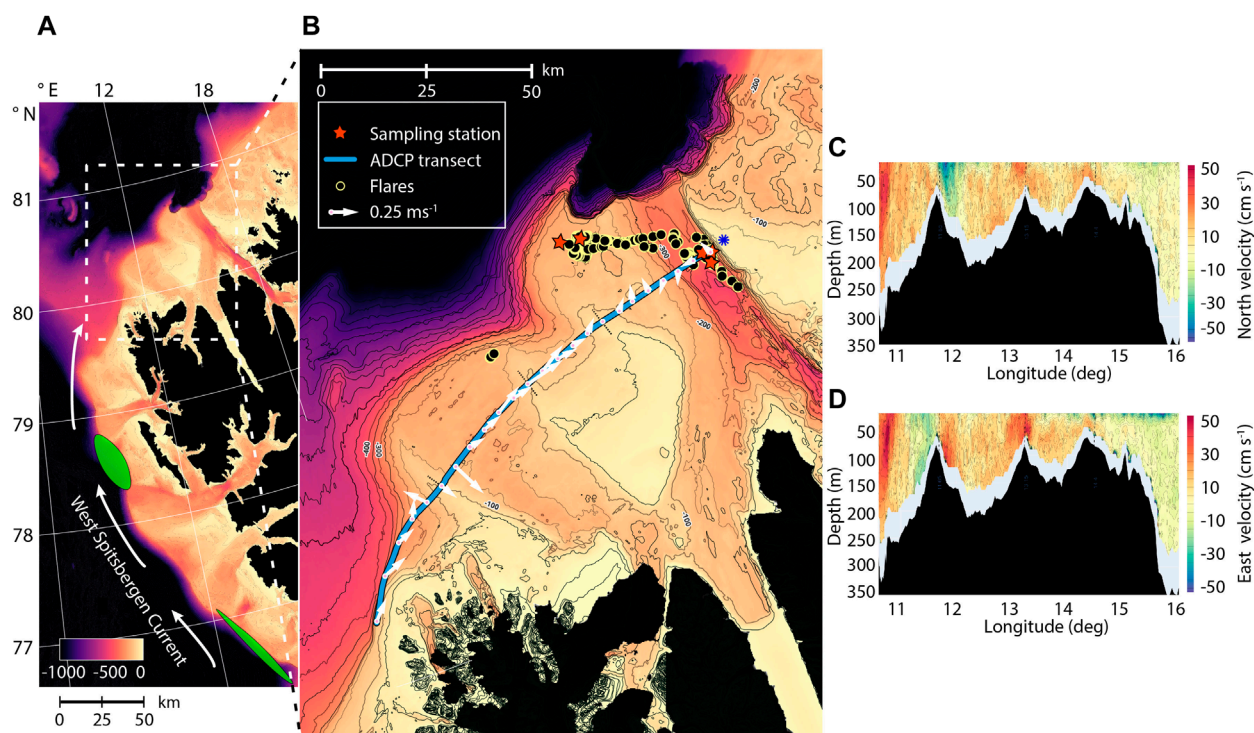 A
° E 12 18
° N
81
80
79
78
77
West Spitsbergen Current
-1000 -500 0
km
0 25 50
B
km
0 25 50
Sampling station
ADCP transect
Flares
0.25 ms⁻¹
-200
-100
-300
-200
-400
-300
-100
-100
C
50
100
150
200
250
300
350
Depth (m)
11 12 13 14 15 16
Longitude (deg)
50
30
10
-10
-30
-50
North velocity (cm s⁻¹)
D
50
100
150
200
250
300
350
Depth (m)
11 12 13 14 15 16
Longitude (deg)
50
30
10
-10
-30
-50
East velocity (cm s⁻¹)